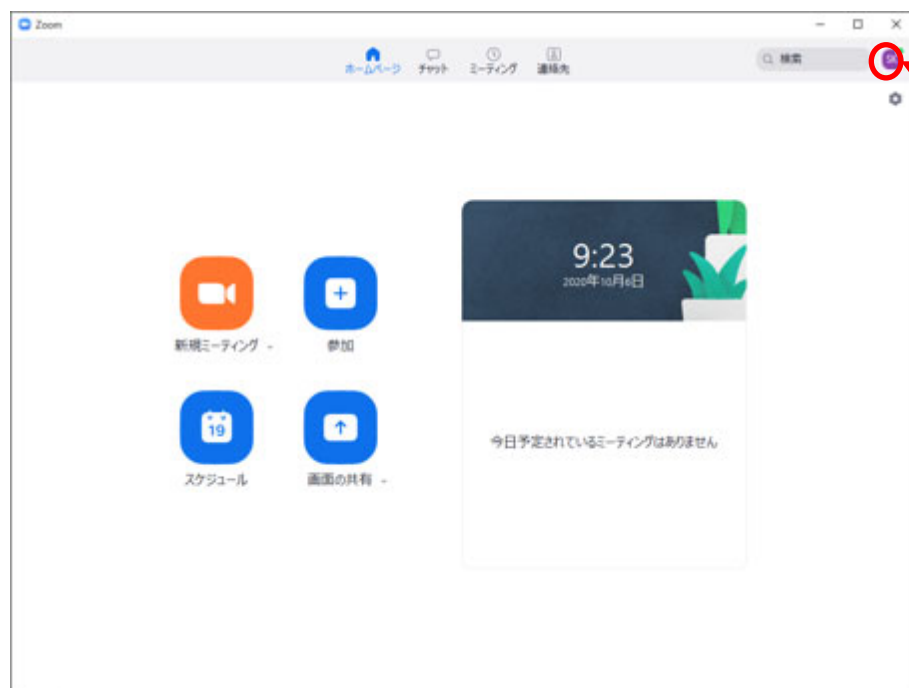 Zoom
ホームページ チャット ミーティング 連絡先
検索
9:23
2020年10月6日
新規ミーティング 参加
19
スケジュール 画面の共有
今日予定されているミーティングはありません